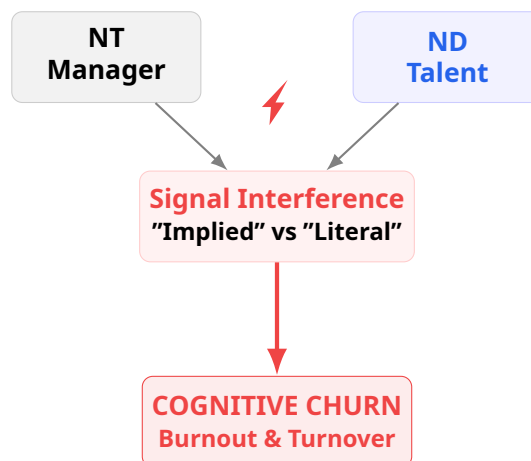 NT
Manager
ND
Talent
Signal Interference
”Implied” vs ”Literal”
COGNITIVE CHURN
Burnout & Turnover